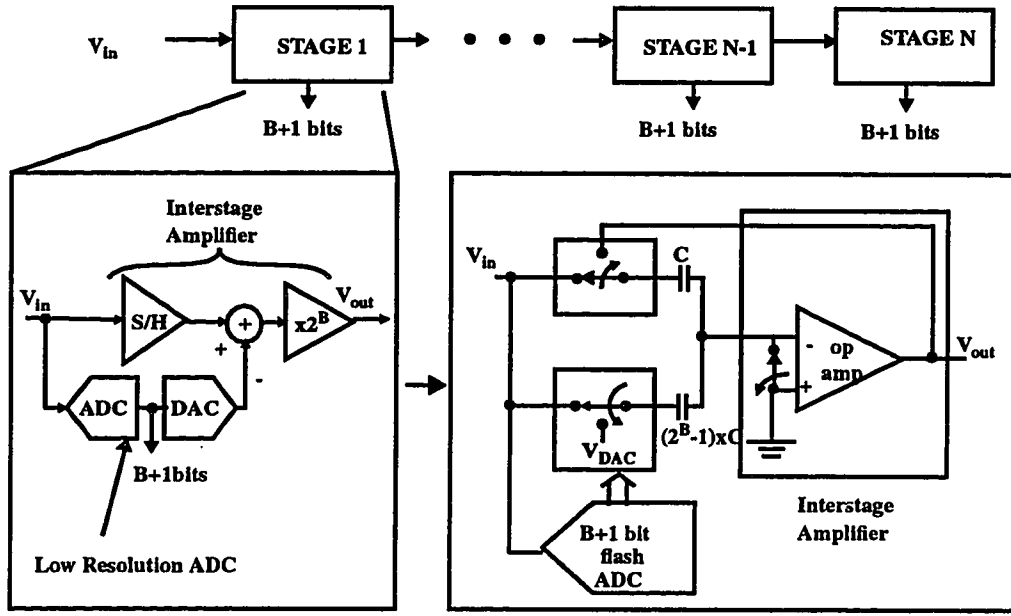 V_in
STAGE 1
STAGE N-1
STAGE N
B+1 bits
B+1 bits
B+1 bits
Interstage
Amplifier
V_in
S/H
+
+
-
x2^B
V_out
ADC
DAC
B+1bits
Low Resolution ADC
V_in
C
(2^B-1)xC
V_DAC
B+1 bit
flash
ADC
-
+
op
amp
V_out
Interstage
Amplifier